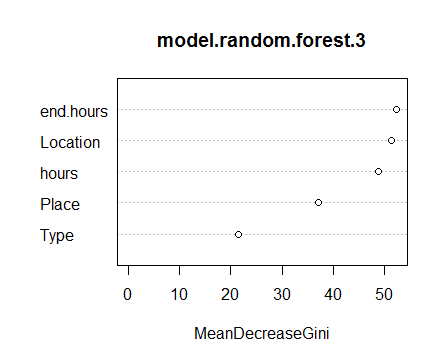 model.random.forest.3
end.hours
Location
hours
Place
Type
0 10 20 30 40 50
MeanDecreaseGini